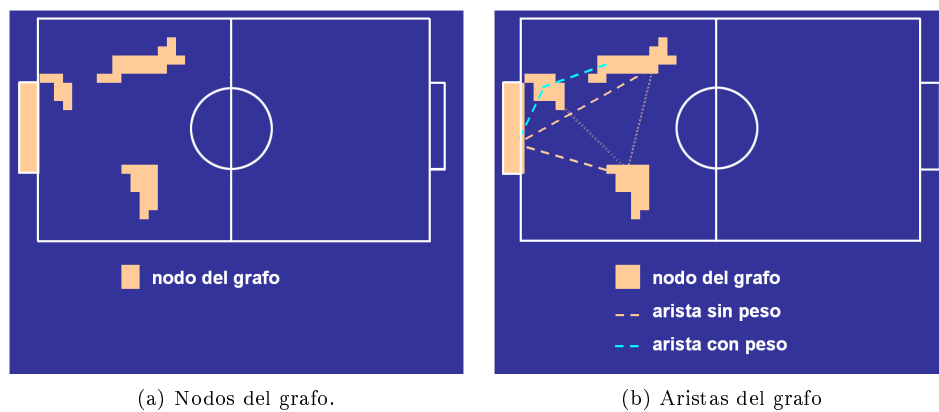 nodo del grafo
nodo del grafo
arista sin peso
arista con peso
(a) Nodos del grafo.
(b) Aristas del grafo